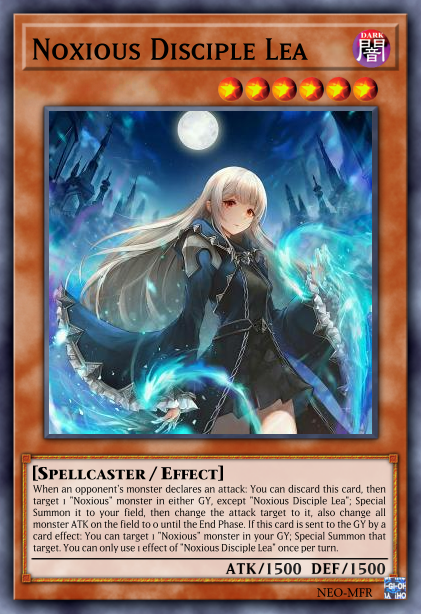 NOXIOUS DISCIPLE LEA
DARK
闇
[SPELLCASTER / EFFECT]
When an opponent's monster declares an attack: You can discard this card, then
target 1 "Noxious" monster in either GY, except "Noxious Disciple Lea"; Special
Summon it to your field, then change the attack target to it, also change all
monster ATK on the field to 0 until the End Phase. If this card is sent to the GY by a
card effect: You can target 1 "Noxious" monster in your GY; Special Summon that
target. You can only use 1 effect of "Noxious Disciple Lea" once per turn.
ATK/1500 DEF/1500
NEO-MFR